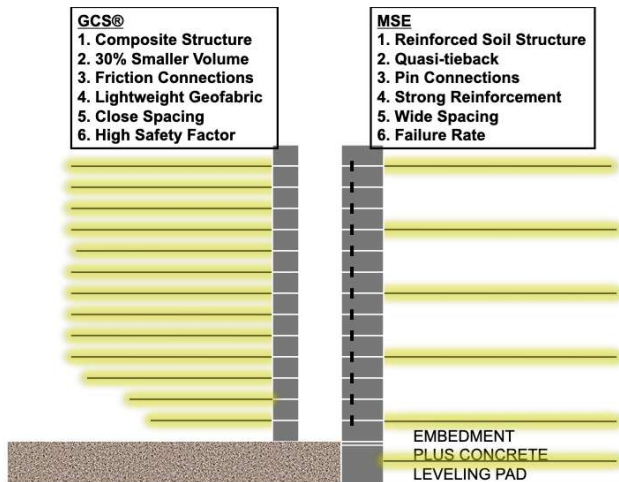 GCS®
1. Composite Structure
2. 30% Smaller Volume
3. Friction Connections
4. Lightweight Geofabric
5. Close Spacing
6. High Safety Factor
MSE
1. Reinforced Soil Structure
2. Quasi-tieback
3. Pin Connections
4. Strong Reinforcement
5. Wide Spacing
6. Failure Rate
EMBEDMENT
PLUS CONCRETE
LEVELING PAD